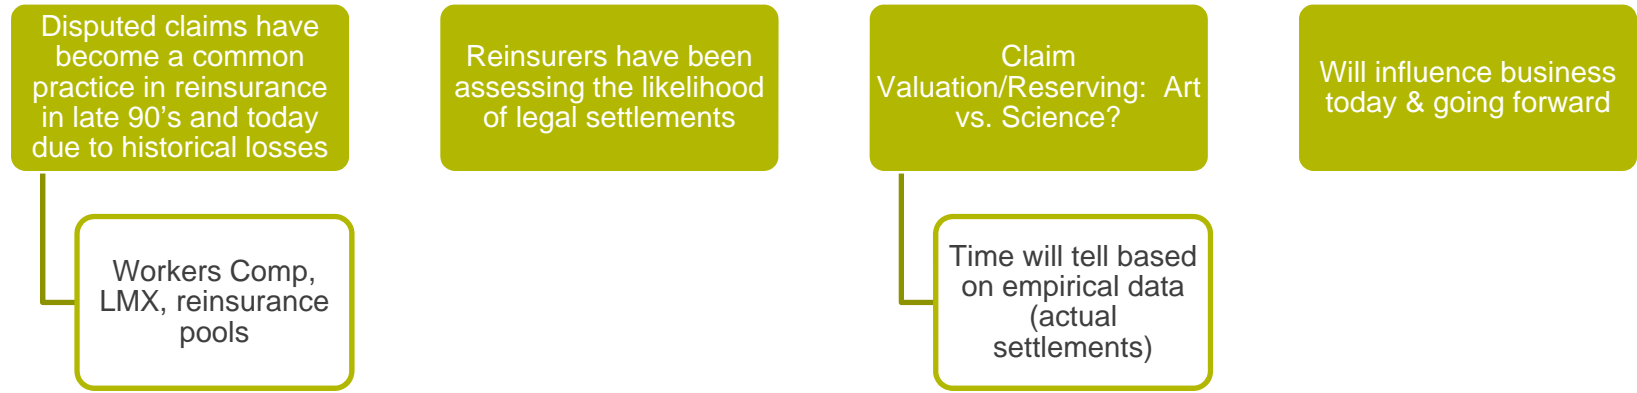 Disputed claims have
become a common
practice in reinsurance
in late 90's and today
due to historical losses
Workers Comp,
LMX, reinsurance
pools
Reinsurers have been
assessing the likelihood
of legal settlements
Claim
Valuation/Reserving:  Art
vs. Science?
Time will tell based
on empirical data
(actual
settlements)
Will influence business
today & going forward